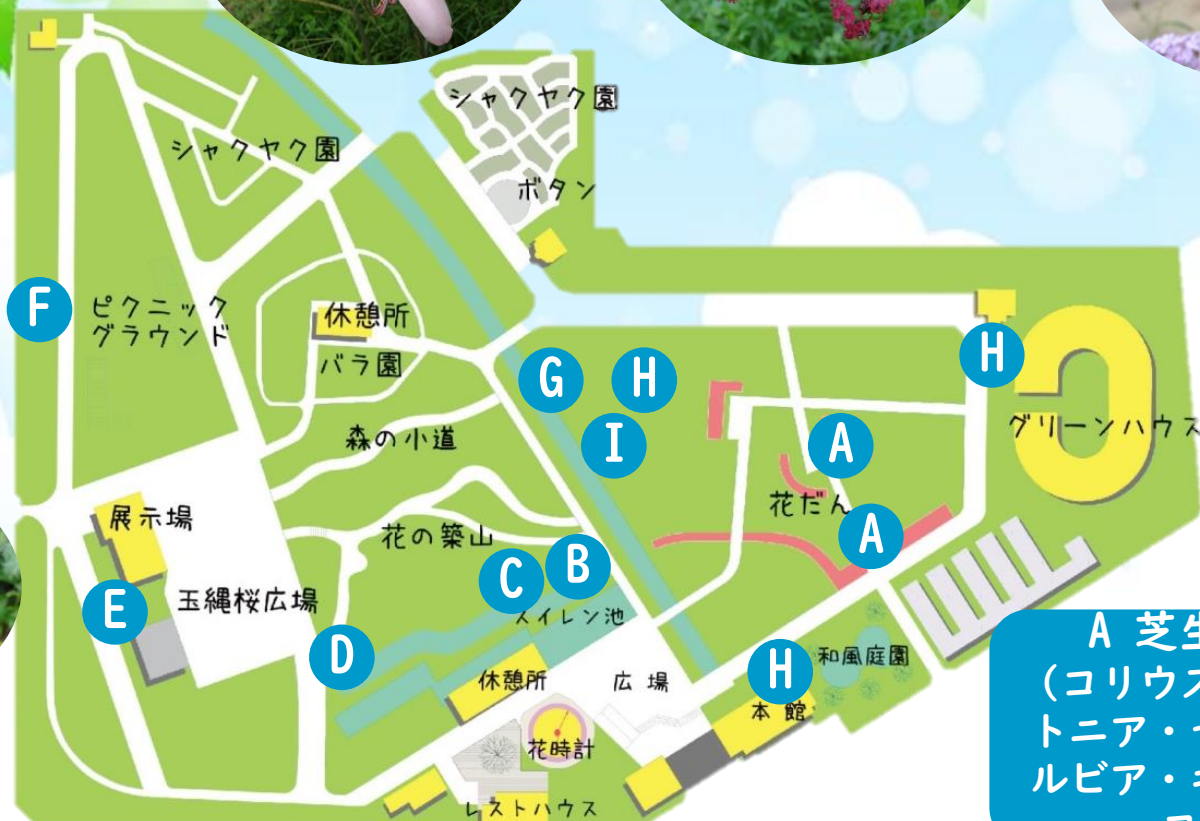 シャクヤク園
シャクヤク園
ボタン
F
ピクニック
グラウンド
休憩所
バラ園
G
H
H
I
A
グリーンハウス
森の小道
花だん
A
展示場
花の築山
C
B
E
玉縄桜広場
スイレン池
D
休憩所
広場
H
和風庭園
本館
花時計
レストハウス
A 芝生
(コリウス
トニア・
ルビア・